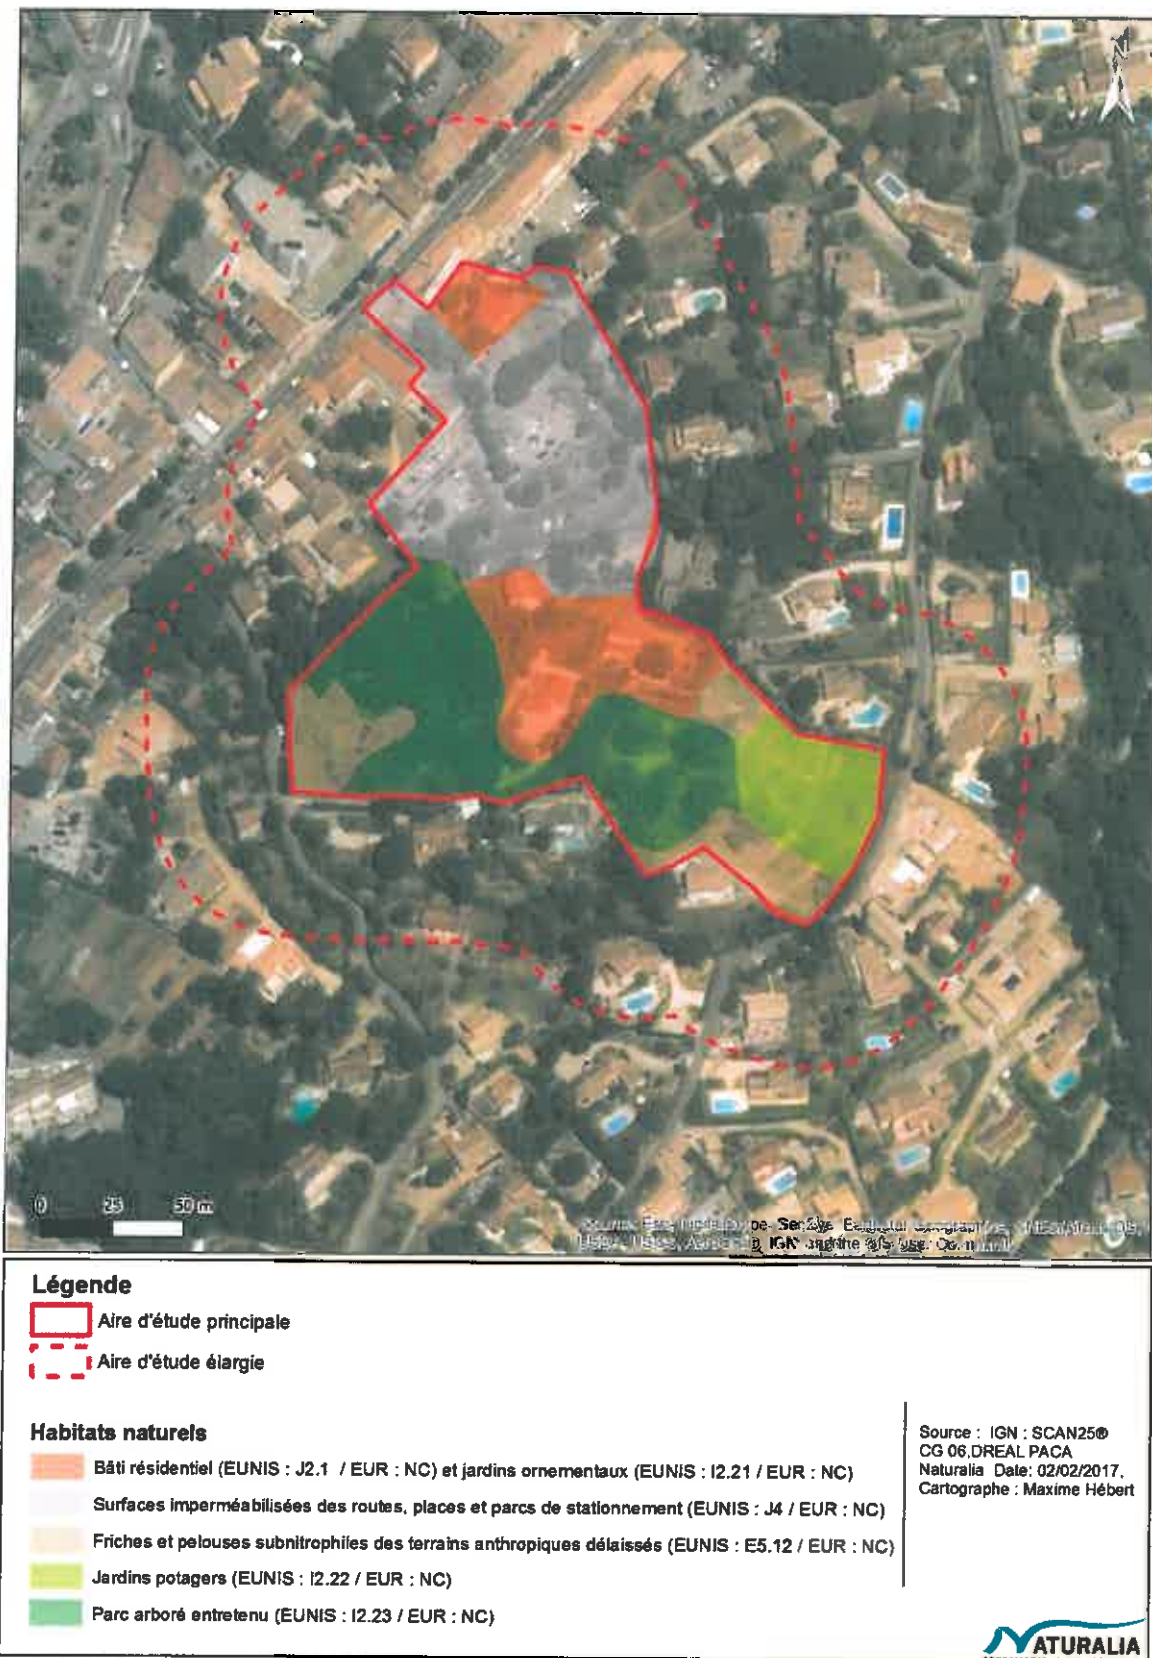 N
0 25 50 m
IGN
Légende
Aire d'étude principale
Aire d'étude élargie
Habitats naturels
Bâti résidentiel (EUNIS : J2.1 / EUR : NC) et jardins ornementaux (EUNIS : I2.21 / EUR : NC)
Surfaces imperméabilisées des routes, places et parcs de stationnement (EUNIS : J4 / EUR : NC)
Friches et pelouses subnitrophiles des terrains anthropiques délaissés (EUNIS : E5.12 / EUR : NC)
Jardins potagers (EUNIS : I2.22 / EUR : NC)
Parc arboré entretenu (EUNIS : I2.23 / EUR : NC)
Source : IGN : SCAN25®
CG 06,DREAL PACA
Naturalia Date: 02/02/2017,
Cartographe : Maxime Hébert
NATURALIA